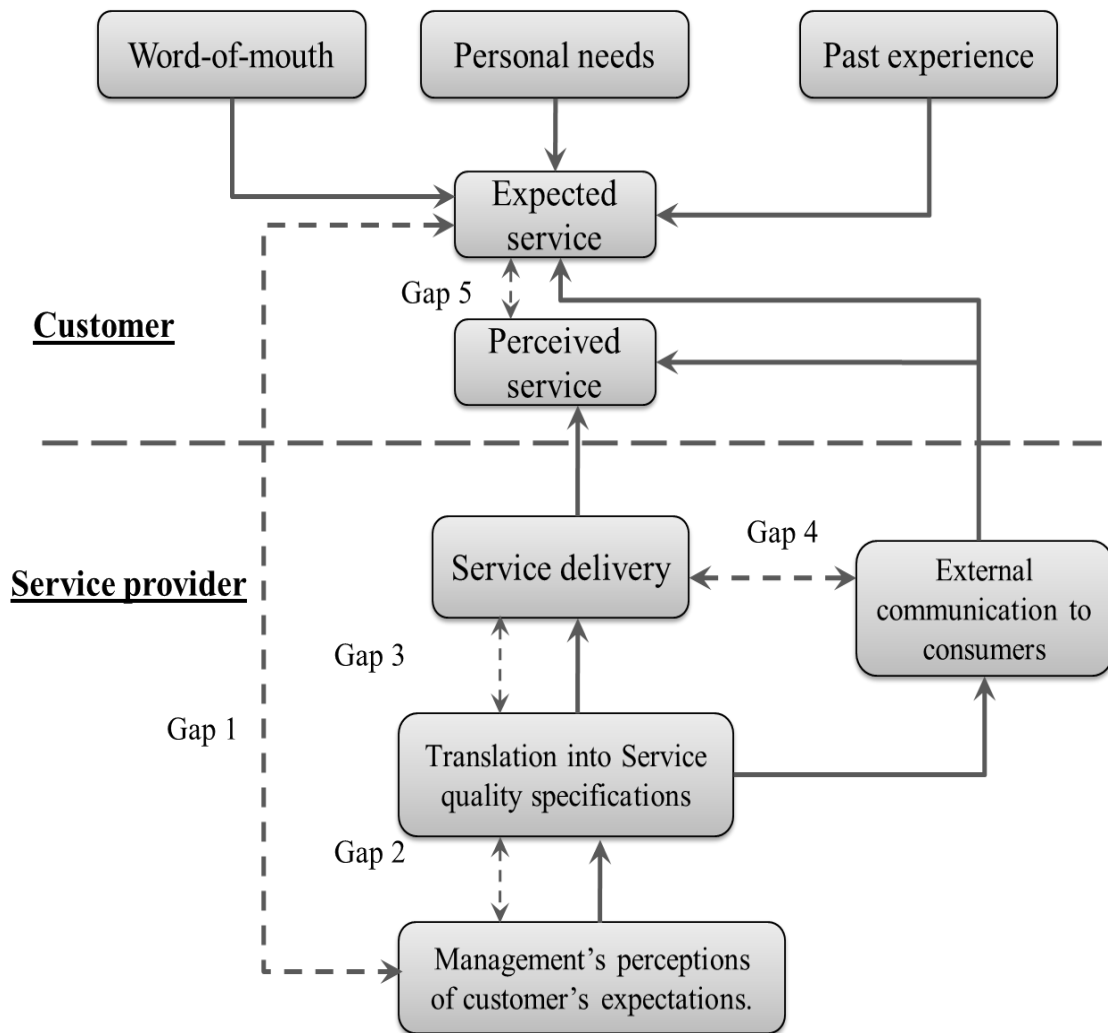 Word-of-mouth
Personal needs
Past experience
Expected
service
Gap 5
Customer
Perceived
service
Gap 4
Service delivery
External
communication to
consumers
Service provider
Gap 3
Gap 1
Translation into Service
quality specifications
Gap 2
Management’s perceptions
of customer’s expectations.